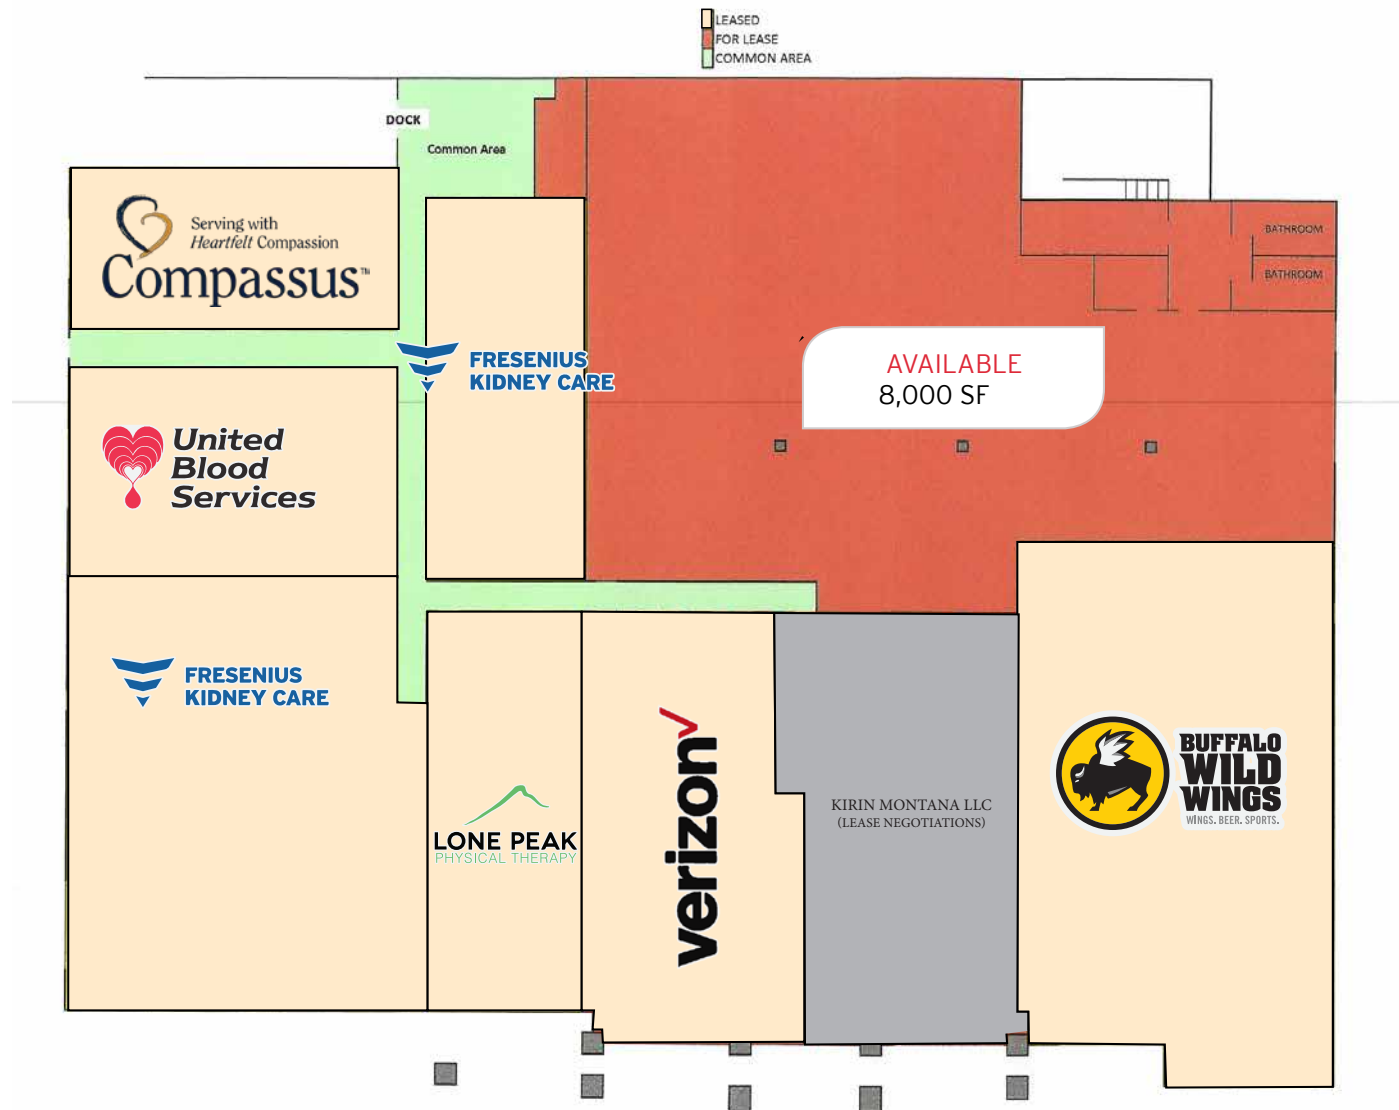 LEASED
FOR LEASE
COMMON AREA
DOCK
Common Area
Serving with
Heartfelt Compassion
Compassus™
BATHROOM
BATHROOM
FRESENIUS
KIDNEY CARE
AVAILABLE
8,000 SF
United
Blood
Services
FRESENIUS
KIDNEY CARE
LONE PEAK
PHYSICAL THERAPY
verizon
KIRIN MONTANA LLC
(LEASE NEGOTIATIONS)
BUFFALO
WILD
WINGS
WINGS. BEER. SPORTS.